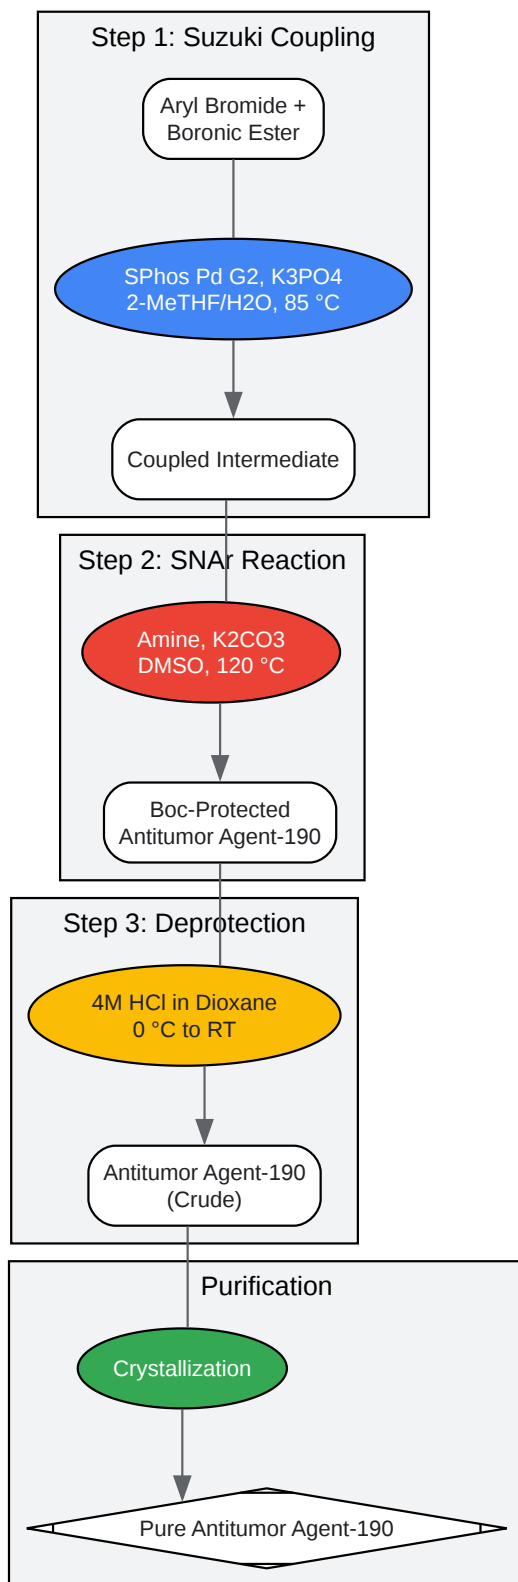 Step 1: Suzuki Coupling
Aryl Bromide +
Boronic Ester
SPhos Pd G2, K3PO4
2-MeTHF/H2O, 85 °C
Coupled Intermediate
Step 2: SNAr Reaction
Amine, K2CO3
DMSO, 120 °C
Boc-Protected
Antitumor Agent-190
Step 3: Deprotection
4M HCl in Dioxane
0 °C to RT
Antitumor Agent-190
(Crude)
Purification
Crystallization
Pure Antitumor Agent-190